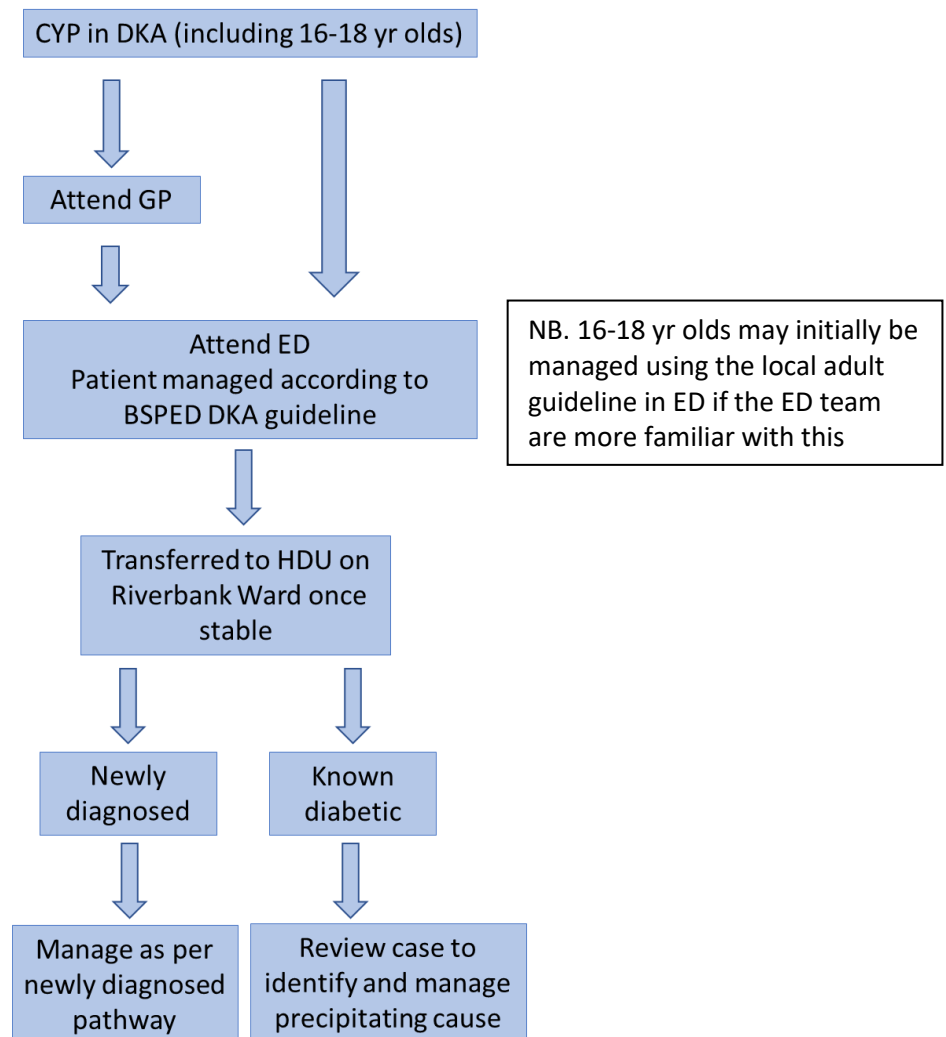 CYP in DKA (including 16-18 yr olds)
Attend GP
Attend ED
Patient managed according to
BSPED DKA guideline
NB. 16-18 yr olds may initially be
managed using the local adult
guideline in ED if the ED team
are more familiar with this
Transferred to HDU on
Riverbank Ward once
stable
Newly
diagnosed
Known
diabetic
Manage as per
newly diagnosed
pathway
Review case to
identify and manage
precipitating cause